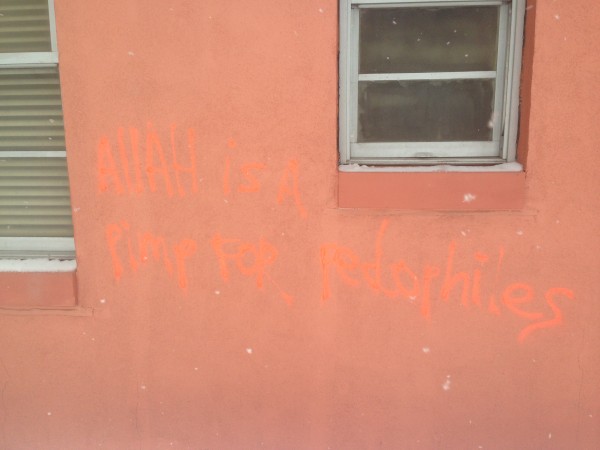 AllAH is A
Pimp FOR pedophiles